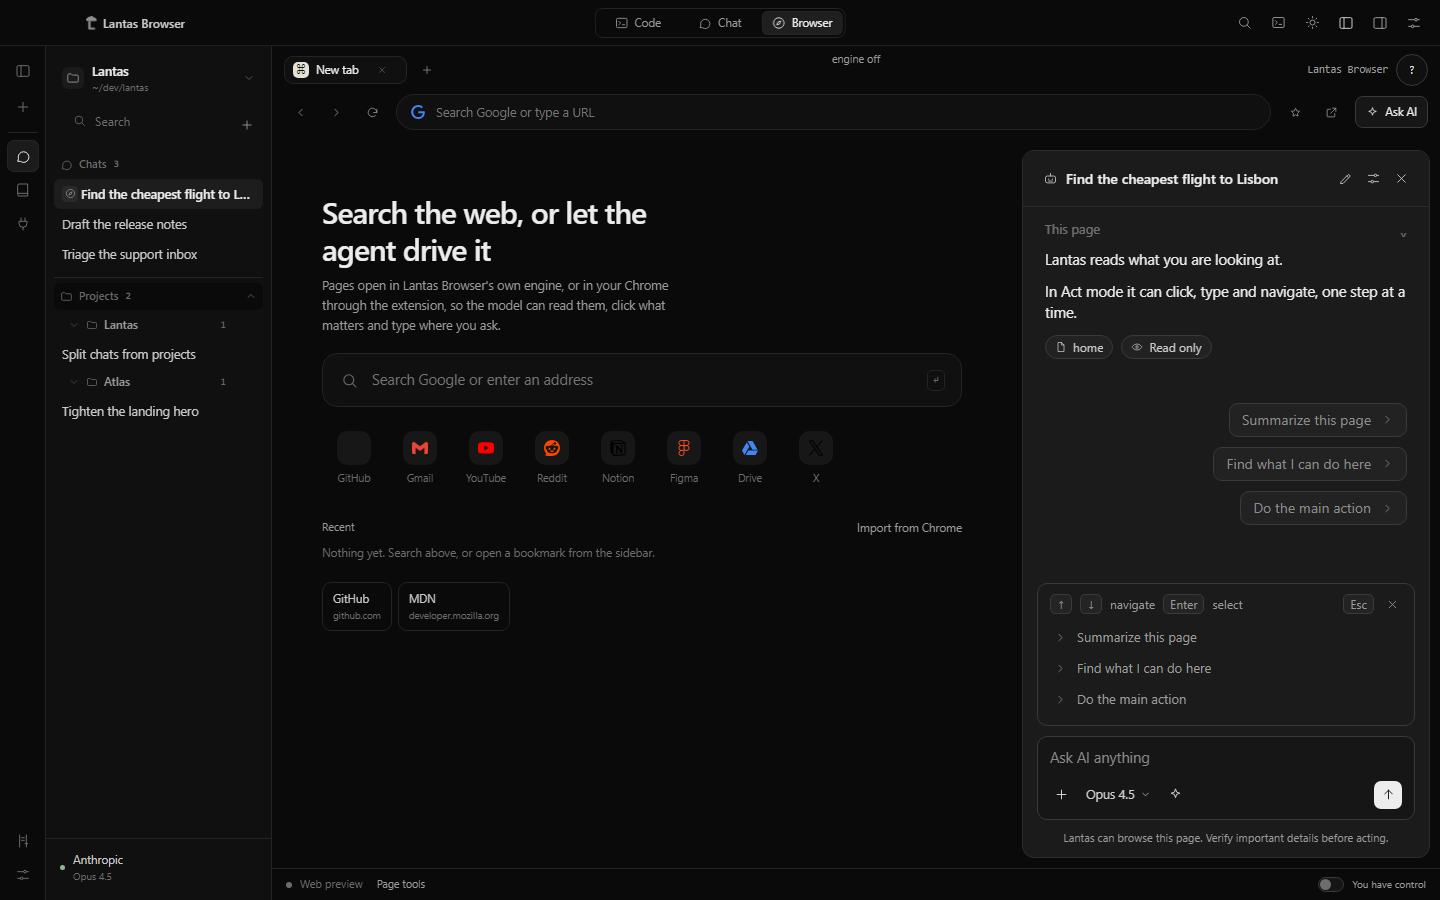 Lantas Browser
Code
Chat
Browser
Lantas
~/dev/lantas
Search
Chats 3
Find the cheapest flight to L...
Draft the release notes
Triage the support inbox
Projects 2
Lantas 1
Split chats from projects
Atlas 1
Tighten the landing hero
Anthropic
Opus 4.5
New tab
engine off
Lantas Browser
?
Search Google or type a URL
Ask AI
Search the web, or let the
agent drive it
Pages open in Lantas Browser's own engine, or in your Chrome
through the extension, so the model can read them, click what
matters and type where you ask.
Search Google or enter an address
GitHub
Gmail
YouTube
Reddit
Notion
Figma
Drive
X
Recent
Import from Chrome
Nothing yet. Search above, or open a bookmark from the sidebar.
GitHub
github.com
MDN
developer.mozilla.org
Find the cheapest flight to Lisbon
This page
Lantas reads what you are looking at.
In Act mode it can click, type and navigate, one step at a
time.
home
Read only
Summarize this page
Find what I can do here
Do the main action
↑ ↓ navigate Enter select Esc
Summarize this page
Find what I can do here
Do the main action
Ask AI anything
Opus 4.5
Lantas can browse this page. Verify important details before acting.
Web preview
Page tools
You have control